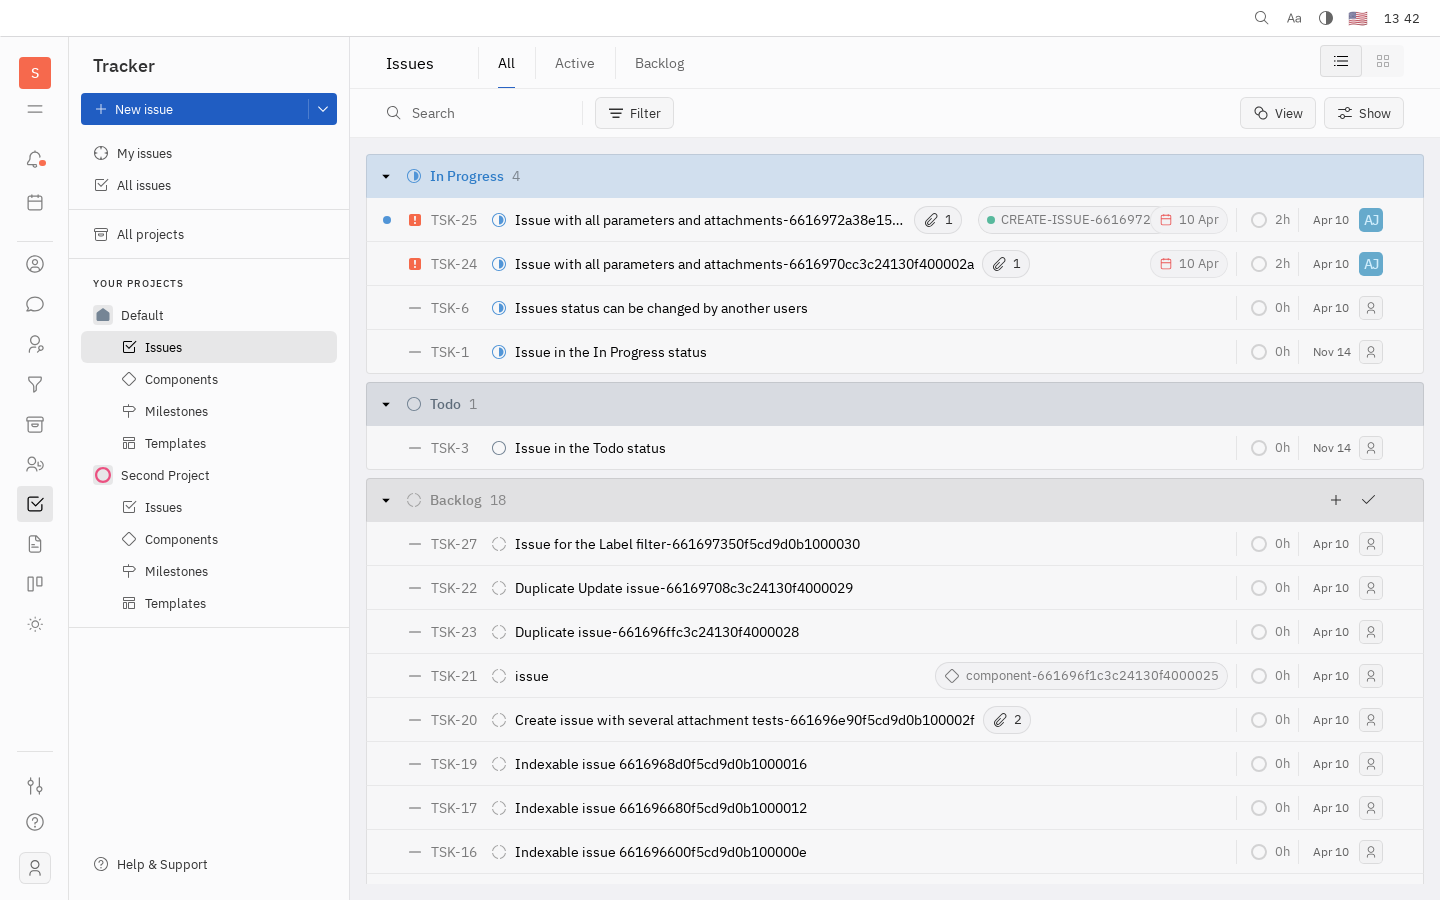 Aa 13 42
S
Tracker
New issue
My issues
All issues
All projects
YOUR PROJECTS
Default
Issues
Components
Milestones
Templates
Second Project
Issues
Components
Milestones
Templates
Help & Support
Issues All Active Backlog
Search Filter View Show
In Progress 4
TSK-25 Issue with all parameters and attachments-6616972a38e15... 1 CREATE-ISSUE-6616972 10 Apr 2h Apr 10 AJ
TSK-24 Issue with all parameters and attachments-6616970cc3c24130f400002a 1 10 Apr 2h Apr 10 AJ
TSK-6 Issues status can be changed by another users 0h Apr 10
TSK-1 Issue in the In Progress status 0h Nov 14
Todo 1
TSK-3 Issue in the Todo status 0h Nov 14
Backlog 18
TSK-27 Issue for the Label filter-661697350f5cd9d0b1000030 0h Apr 10
TSK-22 Duplicate Update issue-66169708c3c24130f4000029 0h Apr 10
TSK-23 Duplicate issue-661696ffc3c24130f4000028 0h Apr 10
TSK-21 issue component-661696f1c3c24130f4000025 0h Apr 10
TSK-20 Create issue with several attachment tests-661696e90f5cd9d0b100002f 2 0h Apr 10
TSK-19 Indexable issue 6616968d0f5cd9d0b1000016 0h Apr 10
TSK-17 Indexable issue 661696680f5cd9d0b1000012 0h Apr 10
TSK-16 Indexable issue 661696600f5cd9d0b100000e 0h Apr 10